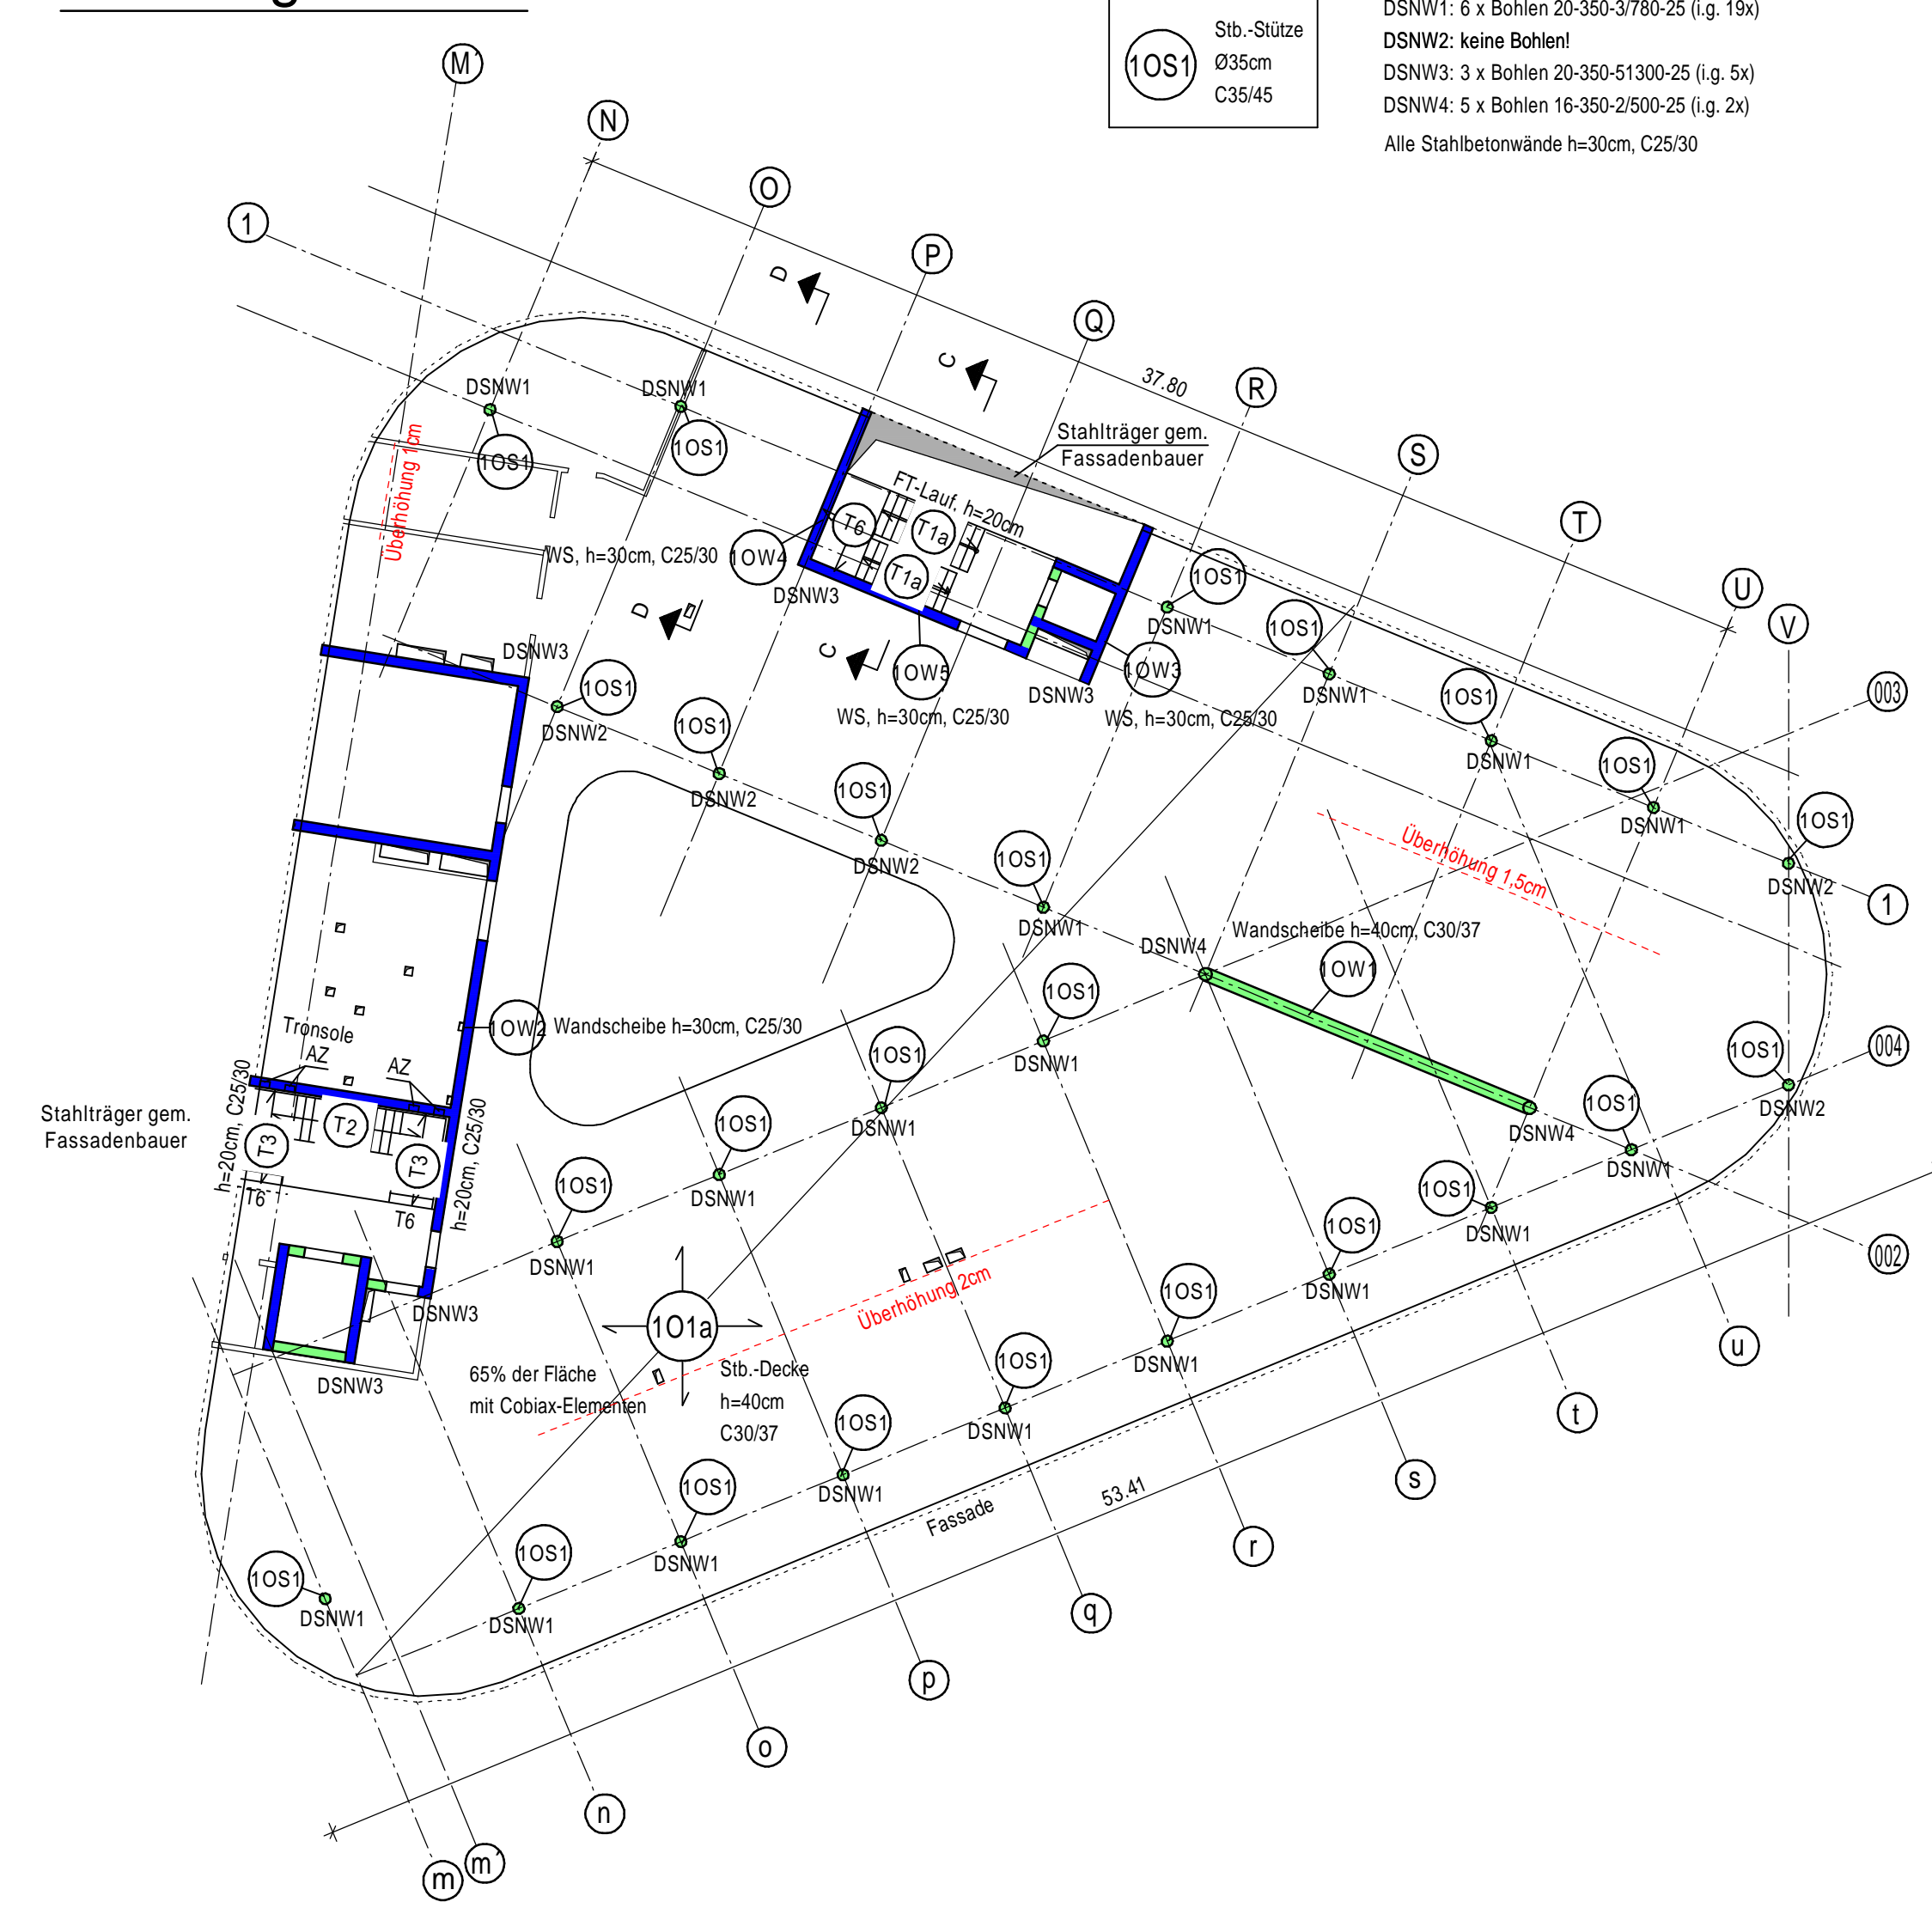 DSNW1: 6 x Bohlen 20-350-3/780-25 (i.g. 19x)
Stb.-Stütze
DSNW2: keine Bohlen!
1OS1
Ø35cm
DSNW3: 3 x Bohlen 20-350-51300-25 (i.g. 5x)
C35/45
DSNW4: 5 x Bohlen 16-350-2/500-25 (i.g. 2x)
Alle Stahlbetonwände h=30cm, C25/30
M´
N
O
1
P
D
Q
C
37.80
R
DSNW1
DSNW1
1OS1
1OS1
Stahlträger gem.
Fassadenbauer
S
Überhöhung 1cm
FT-Lauf, h=20cm
T6
T1a
T1a
T
WS, h=30cm, C25/30
1OW4
DSNW3
1OS1
DSNW1
U
V
D
C
1OS1
DSNW1
DSNW3
1OS1
DSNW2
1OW5
1OW3
DSNW3
WS, h=30cm, C25/30
WS, h=30cm, C25/30
1OS1
DSNW1
003
1OS1
DSNW2
1OS1
DSNW2
1OS1
DSNW1
1OS1
DSNW2
1
1OS1
DSNW1
Überhöhung 1,5cm
Wandscheibe h=40cm, C30/37
DSNW4
1OW1
1OS1
DSNW1
Tronsole
AZ
AZ
1OW2
Wandscheibe h=30cm, C25/30
1OS1
DSNW1
1OS1
DSNW2
004
Stahlträger gem.
Fassadenbauer
h=20cm, C25/30
T3
T2
T3
h=20cm, C25/30
T6
T6
1OS1
DSNW1
DSNW4
1OS1
DSNW1
1OS1
DSNW1
1OS1
DSNW1
1OS1
DSNW1
002
DSNW3
DSNW3
1O1a
Überhöhung 2cm
1OS1
DSNW1
u
65% der Fläche
mit Cobiax-Elementen
Stb.-Decke
h=40cm
C30/37
1OS1
DSNW1
t
1OS1
DSNW1
s
1OS1
DSNW1
Fassade
53.41
1OS1
DSNW1
1OS1
DSNW1
r
q
p
o
n
m´
m